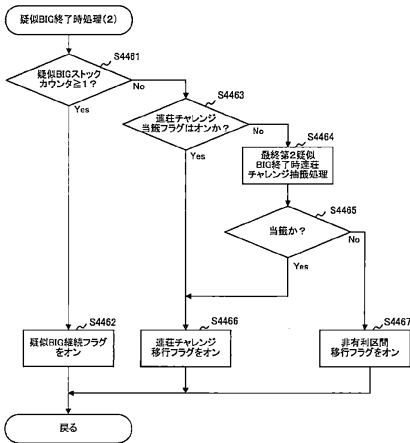 疑似BIG終了時処理(2)
S4461
疑似BIGストック
カウンタ≧1?
No
Yes
S4463
連荘チャレンジ
当籤フラグはオンか?
No
Yes
S4464
最終第2疑似
BIG終了時連荘
チャレンジ抽籤処理
S4465
当籤か?
No
Yes
S4462
疑似BIG継続フラグ
をオン
S4466
連荘チャレンジ
移行フラグをオン
S4467
非有利区間
移行フラグをオン
戻る